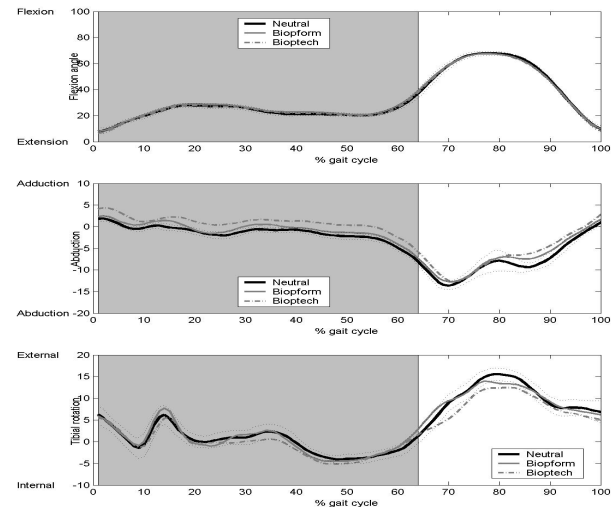 Flexion
100
80
60
40
20
0
Flexion angle
Extension
Neutral
Biopform
Bioptech
0 10 20 30 40 50 60 70 80 90 100
% gait cycle
Adduction
10
5
0
-5
-10
-15
-20
Abduction
Abduction
Neutral
Biopform
Bioptech
0 10 20 30 40 50 60 70 80 90 100
% gait cycle
External
20
15
10
5
0
-5
-10
Tibial rotation
Internal
Neutral
Biopform
Bioptech
0 10 20 30 40 50 60 70 80 90 100
% gait cycle